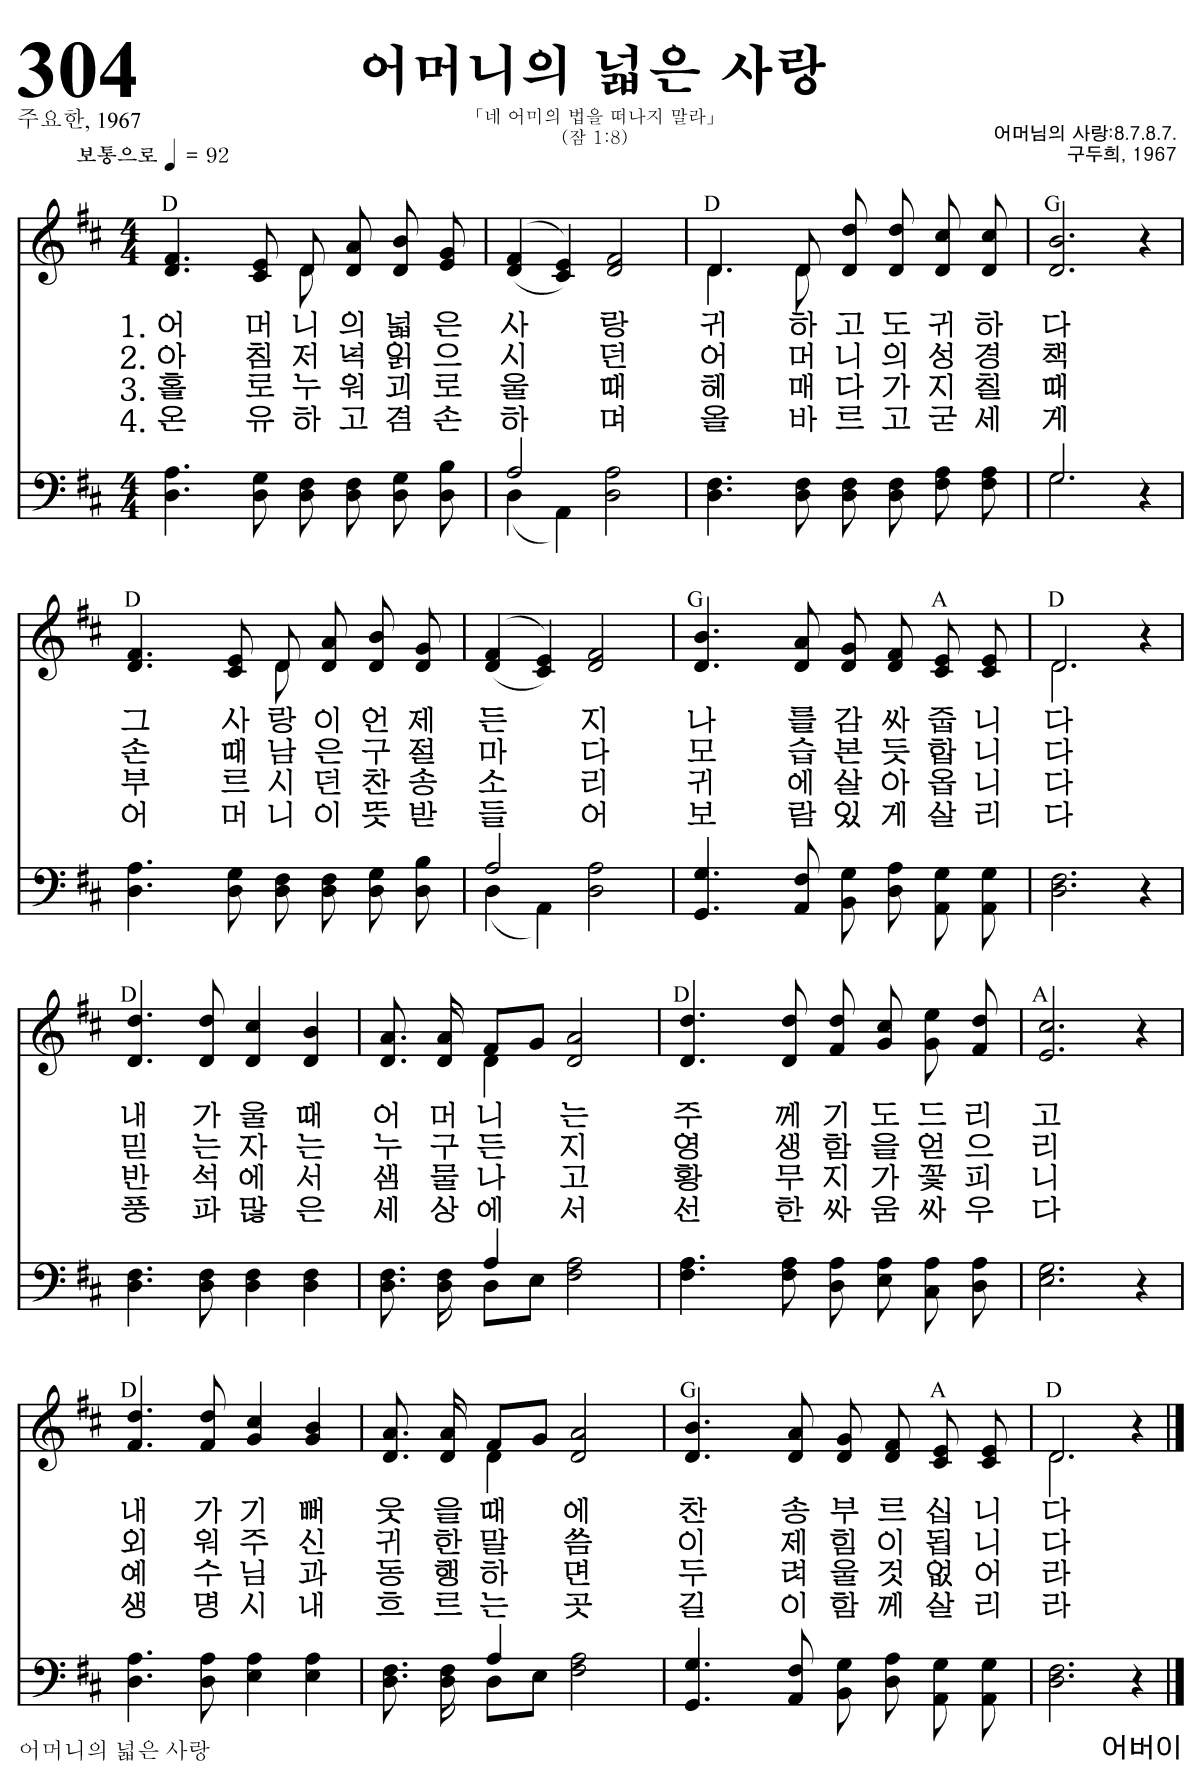 304
어머니의 넓은 사랑
주요한, 1967
「네 어미의 법을 떠나지 말라」
(잠 1:8)
어머님의 사랑:8.7.8.7.
구두회, 1967
보통으로 ♩ = 92
D D G
1. 어 머 니 의 넓 은 사 랑 귀 하 고 도 귀 하 다
2. 아 침 저 녁 읽 으 시 던 어 머 니 의 성 경 책
3. 홀 로 누 워 괴 로 울 때 헤 매 다 가 지 칠 때
4. 온 유 하 고 겸 손 하 며 올 바 르 고 굳 세 게
D G A D
그 사 랑 이 언 제 든 지 나 를 감 싸 줍 니 다
손 때 남 은 구 절 마 다 모 습 본 듯 합 니 다
부 르 시 던 찬 송 소 리 귀 에 살 아 옵 니 다
어 머 니 이 뜻 받 들 어 보 람 있 게 살 리 다
D D A
내 가 울 때 어 머 니 는 주 께 기 도 드 리 고
믿 는 자 는 누 구 든 지 영 생 함 을 얻 으 리
반 석 에 서 샘 물 나 고 황 무 지 가 꽃 피 니
풍 파 많 은 세 상 에 서 선 한 싸 움 싸 우 다
D G A D
내 가 기 뻐 웃 을 때 에 찬 송 부 르 십 니 다
외 워 주 신 귀 한 말 씀 이 제 힘 이 됩 니 다
예 수 님 과 동 행 하 면 두 려 울 것 없 어 라
생 명 시 내 흐 르 는 곳 길 이 함 께 살 리 라
어머니의 넓은 사랑
어버이